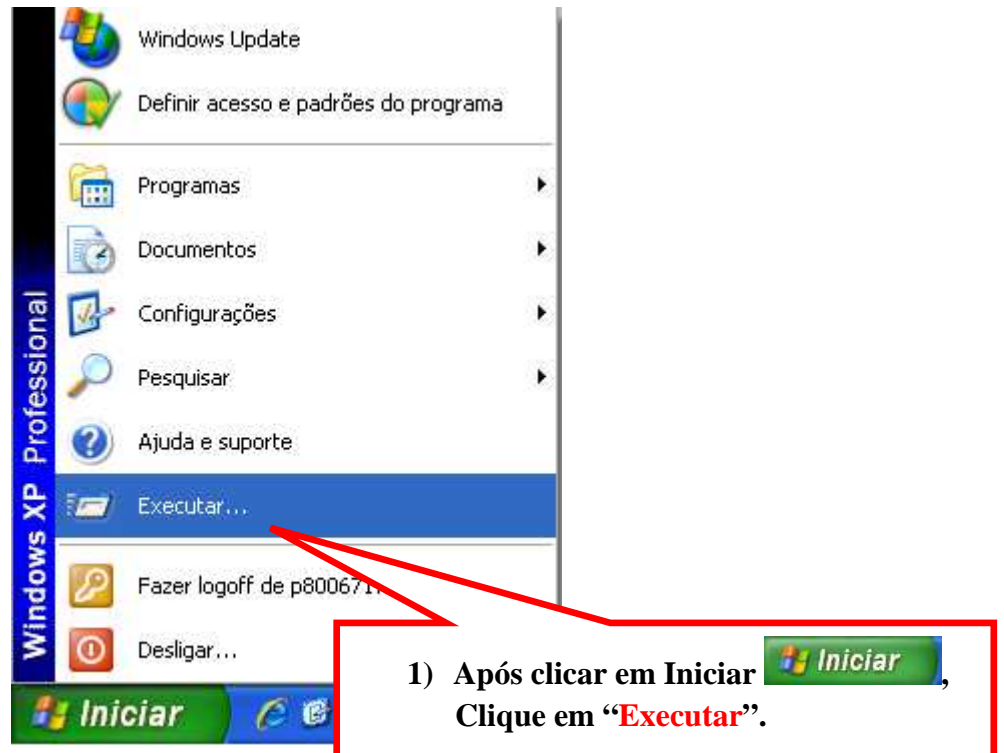 Windows Update
Definir acesso e padrões do programa
Programas
Documentos
Configurações
Pesquisar
Ajuda e suporte
Executar...
Fazer logoff de
Desligar...
Windows XP Professional
Iniciar
1) Após clicar em Iniciar Iniciar,
Clique em “Executar”.